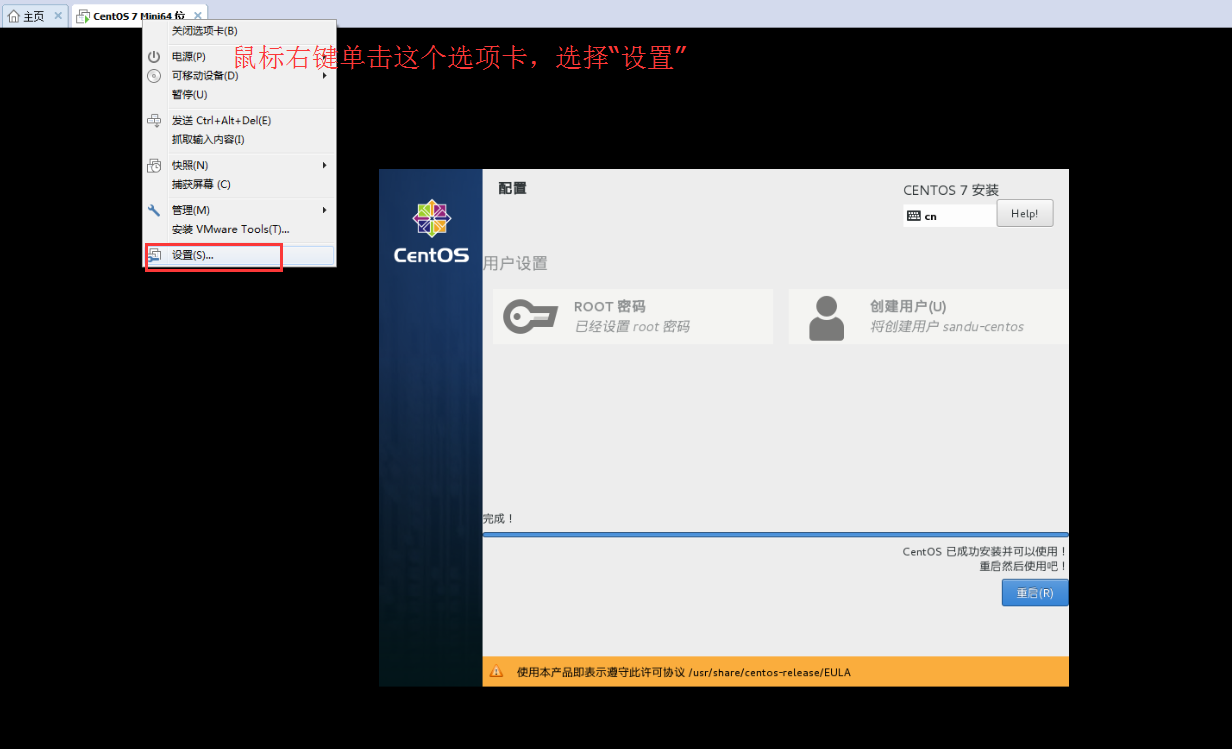 主页
CentOS 7 Mini64 位
关闭选项卡(B)
电源(P)
鼠标右键单击这个选项卡，选择“设置”
可移动设备(D)
暂停(U)
发送 Ctrl+Alt+Del(E)
抓取输入内容(I)
快照(N)
捕获屏幕 (C)
管理(M)
安装 VMware Tools(T)...
设置(S)...
CentOS
配置
CENTOS 7 安装
cn
Help!
用户设置
ROOT 密码
已经设置 root 密码
创建用户(U)
将创建用户 sandu-centos
完成！
CentOS 已成功安装并可以使用！
重启然后使用吧！
重启(R)
使用本产品即表示遵守此许可协议 /usr/share/centos-release/EULA